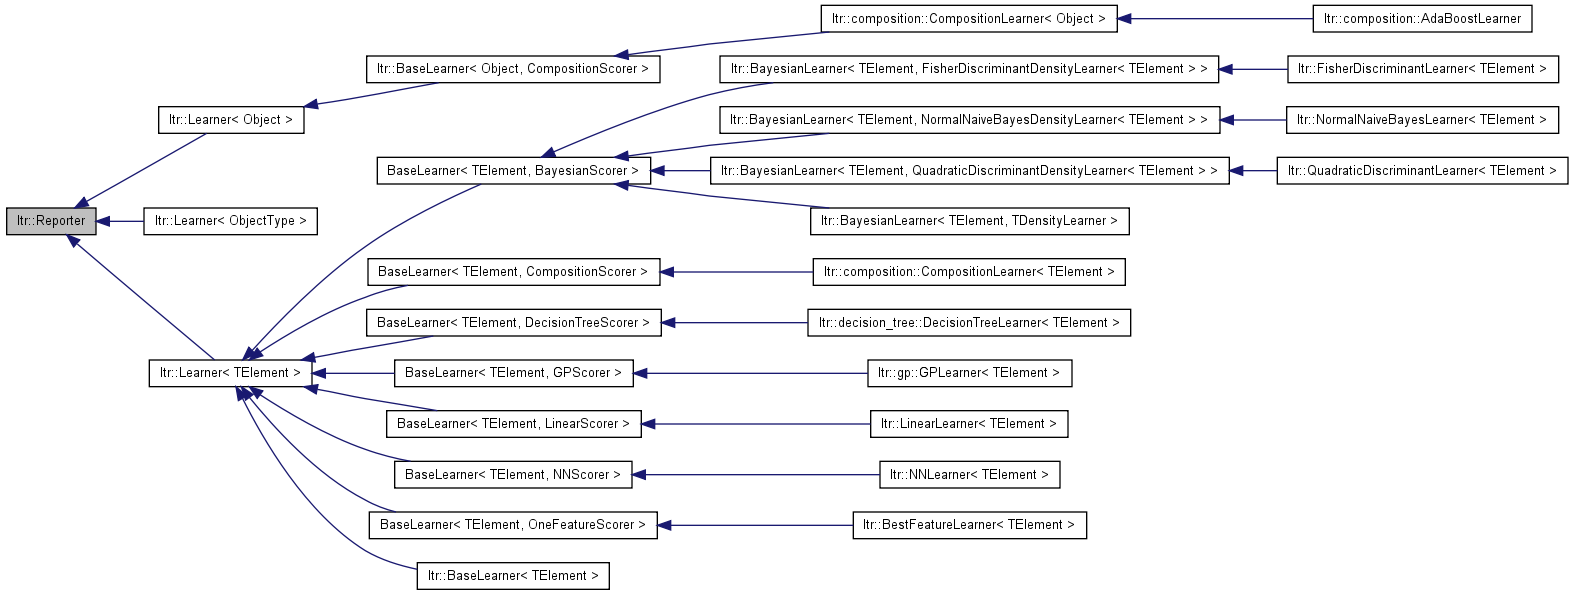 ltr::composition::CompositionLearner< Object >
ltr::composition::AdaBoostLearner
ltr::BaseLearner< Object, CompositionScorer >
ltr::BayesianLearner< TElement, FisherDiscriminantDensityLearner< TElement > >
ltr::FisherDiscriminantLearner< TElement >
ltr::Learner< Object >
ltr::BayesianLearner< TElement, NormalNaiveBayesDensityLearner< TElement > >
ltr::NormalNaiveBayesLearner< TElement >
BaseLearner< TElement, BayesianScorer >
ltr::BayesianLearner< TElement, QuadraticDiscriminantDensityLearner< TElement > >
ltr::QuadraticDiscriminantLearner< TElement >
ltr::Reporter
ltr::Learner< ObjectType >
ltr::BayesianLearner< TElement, TDensityLearner >
BaseLearner< TElement, CompositionScorer >
ltr::composition::CompositionLearner< TElement >
BaseLearner< TElement, DecisionTreeScorer >
ltr::decision_tree::DecisionTreeLearner< TElement >
ltr::Learner< TElement >
BaseLearner< TElement, GPScorer >
ltr::gp::GPLearner< TElement >
BaseLearner< TElement, LinearScorer >
ltr::LinearLearner< TElement >
BaseLearner< TElement, NNScorer >
ltr::NNLearner< TElement >
BaseLearner< TElement, OneFeatureScorer >
ltr::BestFeatureLearner< TElement >
ltr::BaseLearner< TElement >